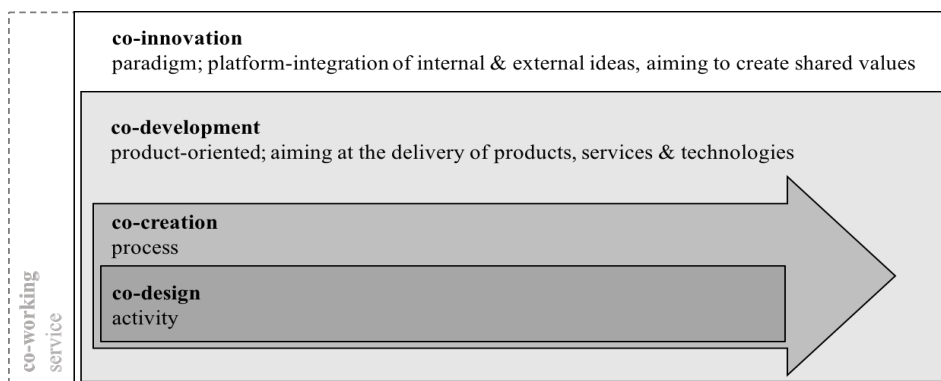 co-innovation
paradigm; platform-integration of internal & external ideas, aiming to create shared values
co-development
product-oriented; aiming at the delivery of products, services & technologies
co-creation
process
co-design
activity
co-working
service